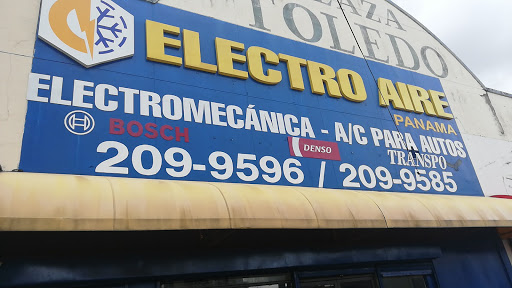 PLAZA
TOLEDO
ELECTRO AIRE
PANAMA
ELECTROMECÁNICA - A/C PARA AUTOS
BOSCH
DENSO
TRANSPO
209-9596 / 209-9585